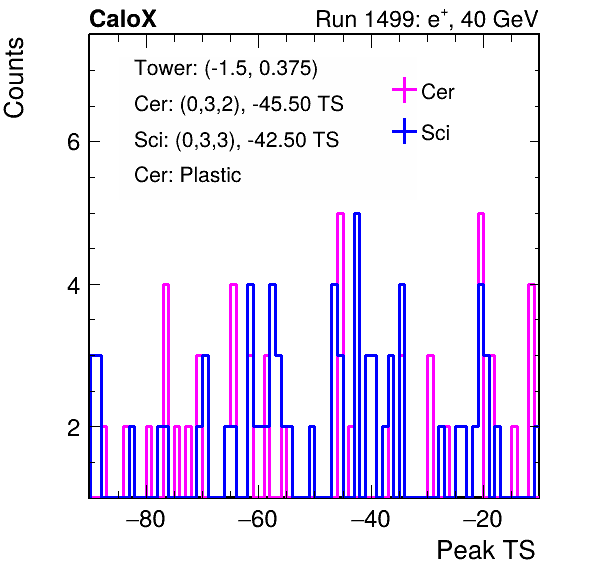 CaloX Run 1499: e+, 40 GeV
Counts
Tower: (-1.5, 0.375)
Cer: (0,3,2), -45.50 TS
Sci: (0,3,3), -42.50 TS
Cer: Plastic
Cer
Sci
6
4
2
−80 −60 −40 −20
Peak TS